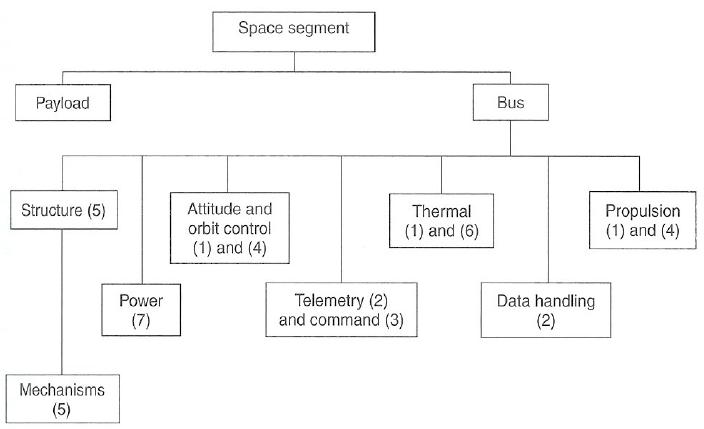 Space segment
Payload
Bus
Structure (5)
Attitude and
orbit control
(1) and (4)
Thermal
(1) and (6)
Propulsion
(1) and (4)
Power
(7)
Telemetry (2)
and command (3)
Data handling
(2)
Mechanisms
(5)